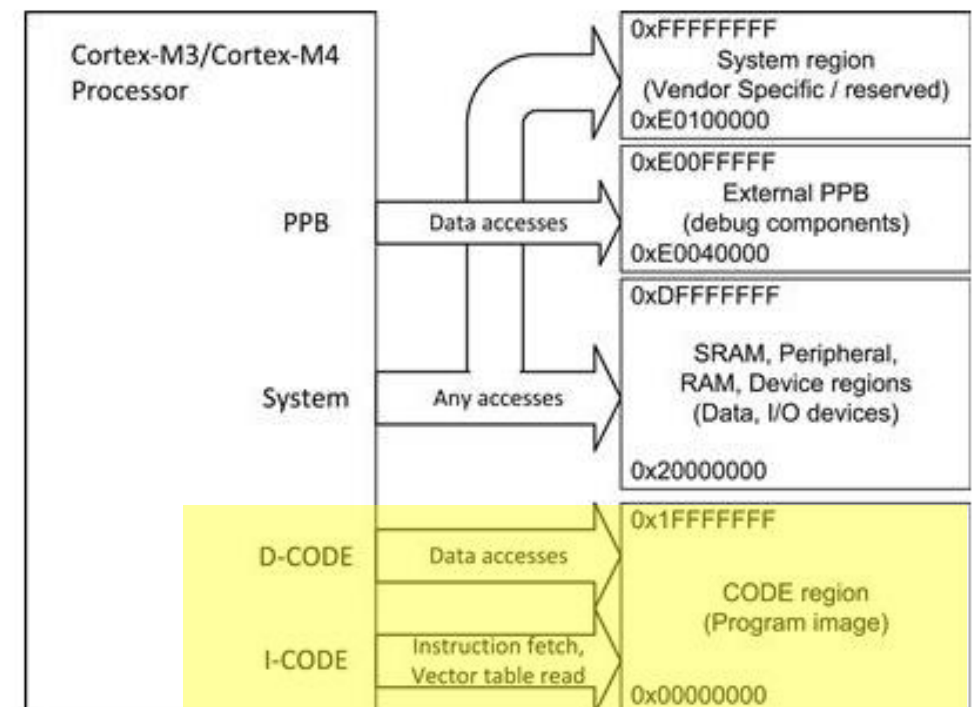 Cortex-M3/Cortex-M4
Processor
0xFFFFFFFF
System region
(Vendor Specific / reserved)
0xE0100000
PPB
Data accesses
0xE00FFFFF
External PPB
(debug components)
0xE0040000
System
Any accesses
0xDFFFFFFF
SRAM, Peripheral,
RAM, Device regions
(Data, I/O devices)
0x20000000
D-CODE
Data accesses
I-CODE
Instruction fetch,
Vector table read
0x1FFFFFFF
CODE region
(Program image)
0x00000000